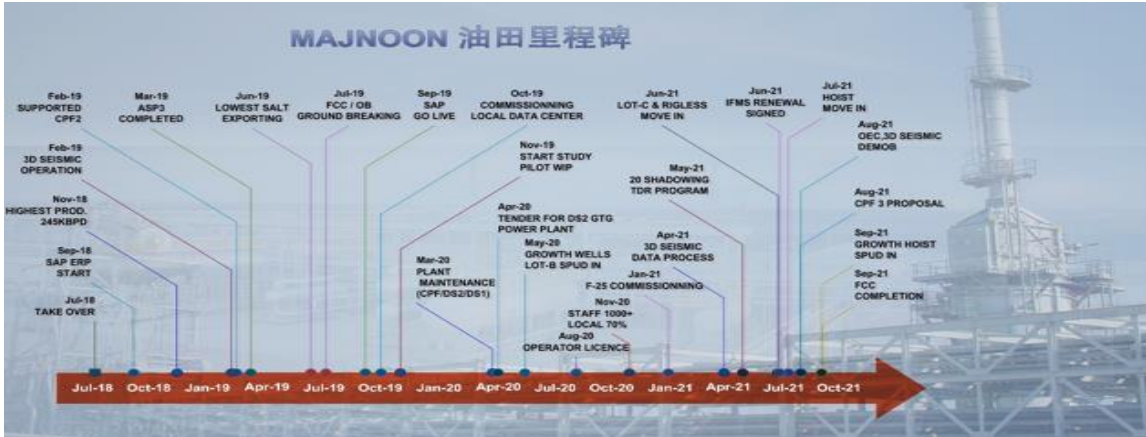 MAJNOON 油田里程碑
Feb-19
SUPPORTED
CPF2
Mar-19
ASP3
COMPLETED
Jun-19
LOWEST SALT
EXPORTING
Jul-19
FCC / OB
GROUND BREAKING
Sep-19
SAP
GO LIVE
Oct-19
COMMISSIONNING
LOCAL DATA CENTER
Jun-21
LOT-C & RIGLESS
MOVE IN
Jun-21
IFMS RENEWAL
SIGNED
Jul-21
HOIST
MOVE IN
Aug-21
OEC,3D SEISMIC
DEMOB
Feb-19
3D SEISMIC
OPERATION
Nov-19
START STUDY
PILOT WIP
May-21
20 SHADOWING
TDR PROGRAM
Aug-21
CPF 3 PROPOSAL
Nov-18
HIGHEST PROD.
245KBPD
Apr-20
TENDER FOR DS2 GTG
POWER PLANT
Apr-21
3D SEISMIC
DATA PROCESS
Sep-21
GROWTH HOIST
SPUD IN
Sep-18
SAP ERP
START
Mar-20
PLANT
MAINTENANCE
(CPF/DS2/DS1)
May-20
GROWTH WELLS
LOT-B SPUD IN
Jan-21
F-25 COMMISSIONNING
Sep-21
FCC
COMPLETION
Jul-18
TAKE OVER
Nov-20
STAFF 1000+
LOCAL 70%
Aug-20
OPERATOR LICENCE
Jul-18 Oct-18 Jan-19 Apr-19 Jul-19 Oct-19 Jan-20 Apr-20 Jul-20 Oct-20 Jan-21 Apr-21 Jul-21 Oct-21